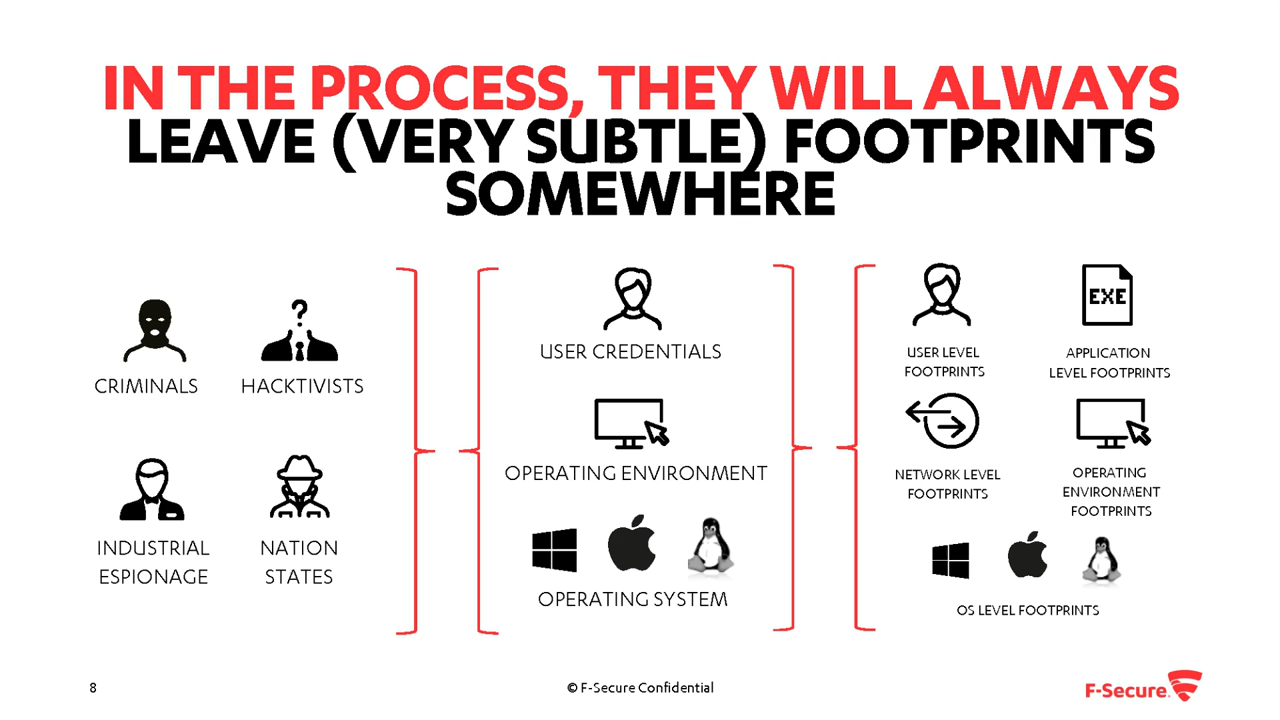 IN THE PROCESS, THEY WILL ALWAYS
LEAVE (VERY SUBTLE) FOOTPRINTS
SOMEWHERE
CRIMINALS
HACKTIVISTS
INDUSTRIAL
ESPIONAGE
NATION
STATES
USER CREDENTIALS
OPERATING ENVIRONMENT
OPERATING SYSTEM
USER LEVEL
FOOTPRINTS
EXE
APPLICATION
LEVEL FOOTPRINTS
NETWORK LEVEL
FOOTPRINTS
OPERATING
ENVIRONMENT
FOOTPRINTS
OS LEVEL FOOTPRINTS
8
© F-Secure Confidential
F-Secure.